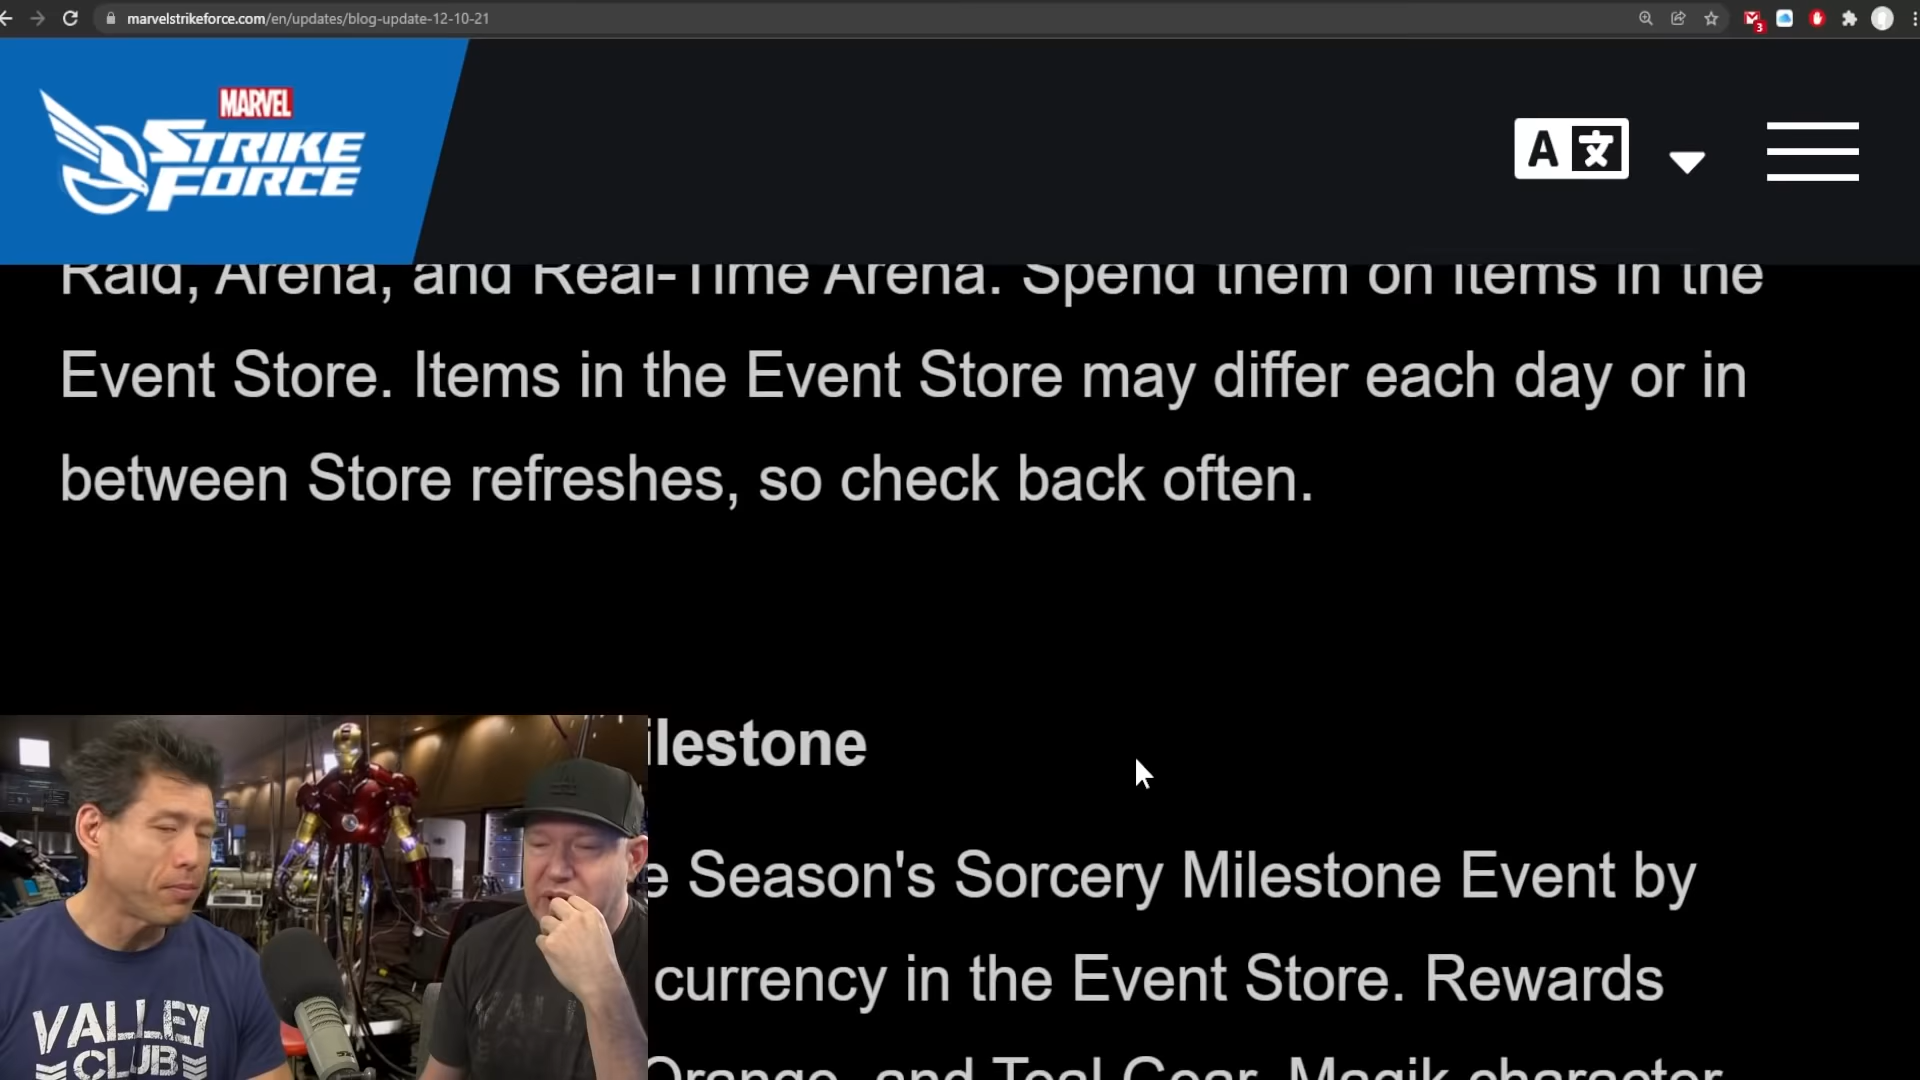 marvelstrikeforce.com/en/updates/blog-update-12-10-21
3
MARVEL
STRIKE
FORCE
A 文
Raid, Arena, and Real-Time Arena. Spend them on items in the
Event Store. Items in the Event Store may differ each day or in
between Store refreshes, so check back often.
ilestone
e Season's Sorcery Milestone Event by
currency in the Event Store. Rewards
Orange, and Teal Gear, Magik character
VALLEY
CLUB